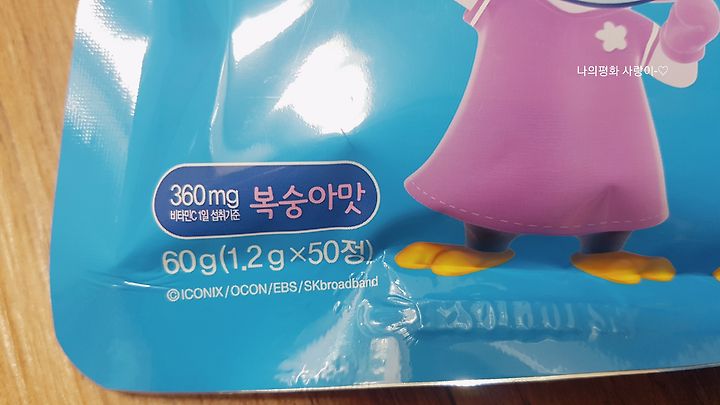 나의평화 사랑이-♡
360mg
비타민C 1일 섭취기준
복숭아맛
60g(1.2g×50정)
©ICONIX/OCON/EBS/SKbroadband